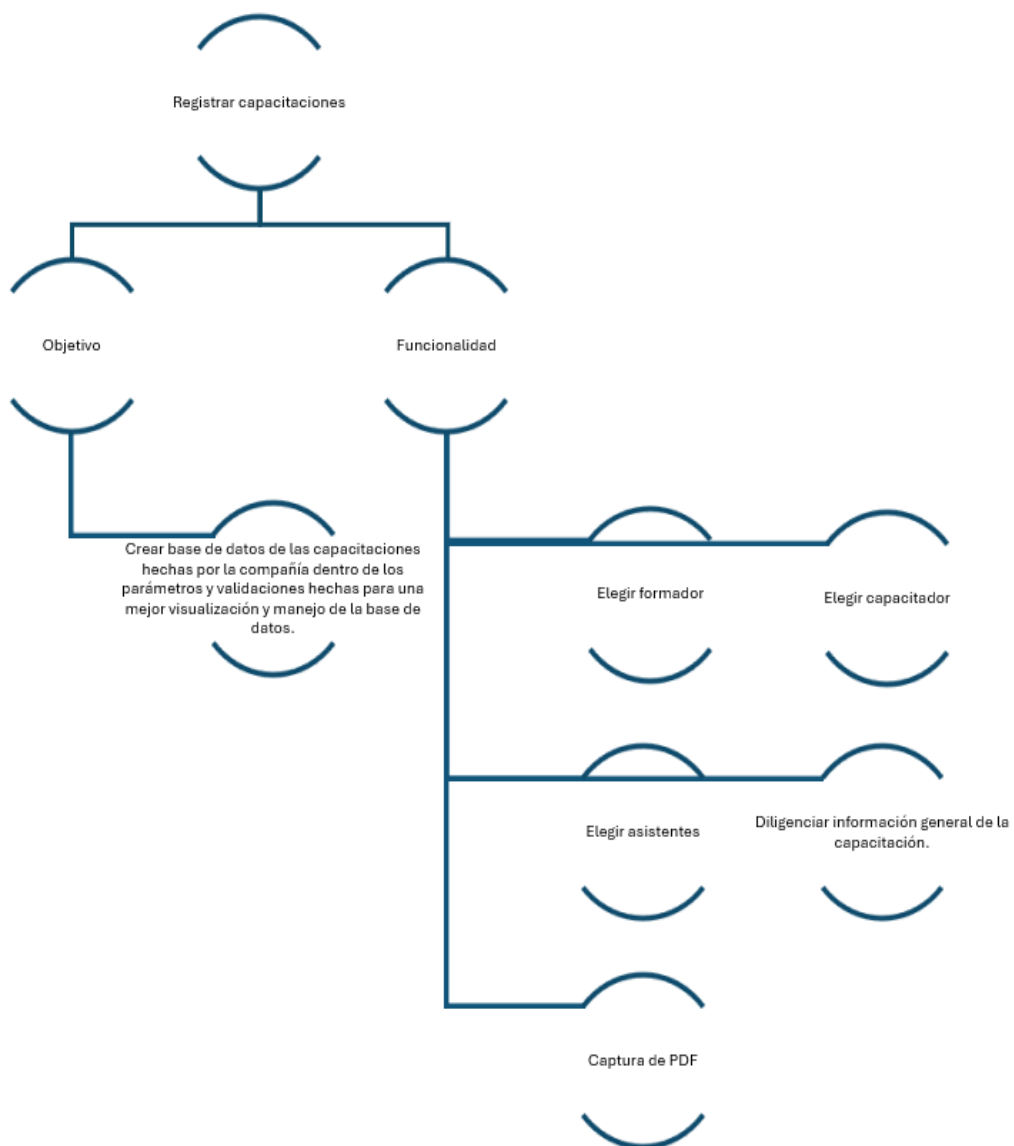 Registrar capacitaciones
Objetivo
Funcionalidad
Crear base de datos de las capacitaciones
hechas por la compañía dentro de los
parámetros y validaciones hechas para una
mejor visualización y manejo de la base de
datos.
Elegir formador
Elegir capacitador
Elegir asistentes
Diligenciar información general de la
capacitación.
Captura de PDF